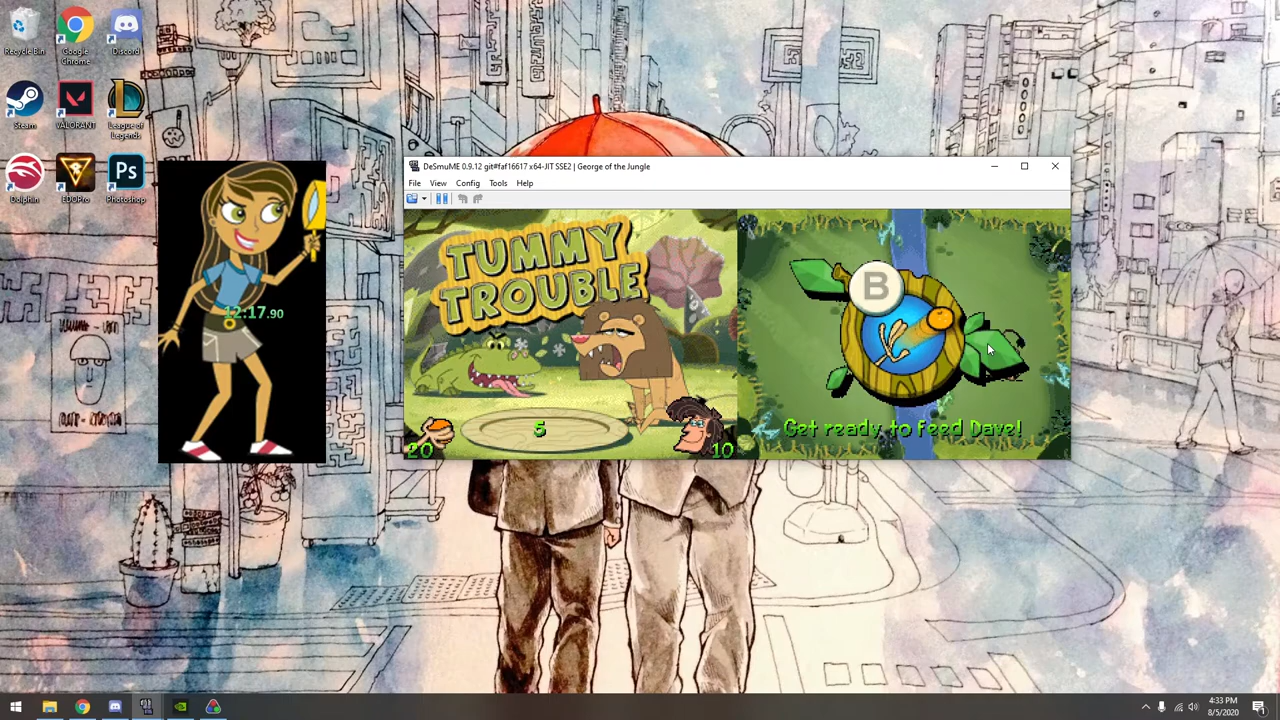 Recycle Bin
Google Chrome
Discord
Steam
VALORANT
League of Legends
Dolphin
EDOPro
Photoshop
Ps
12:17.90
DeSmuME 0.9.12 git#faf16617 x64-JIT SSE2 | George of the Jungle
File View Config Tools Help
TUMMY
TROUBLE
B
5
20
10
Get ready to feed Dave!
4:33 PM
8/5/2020
1